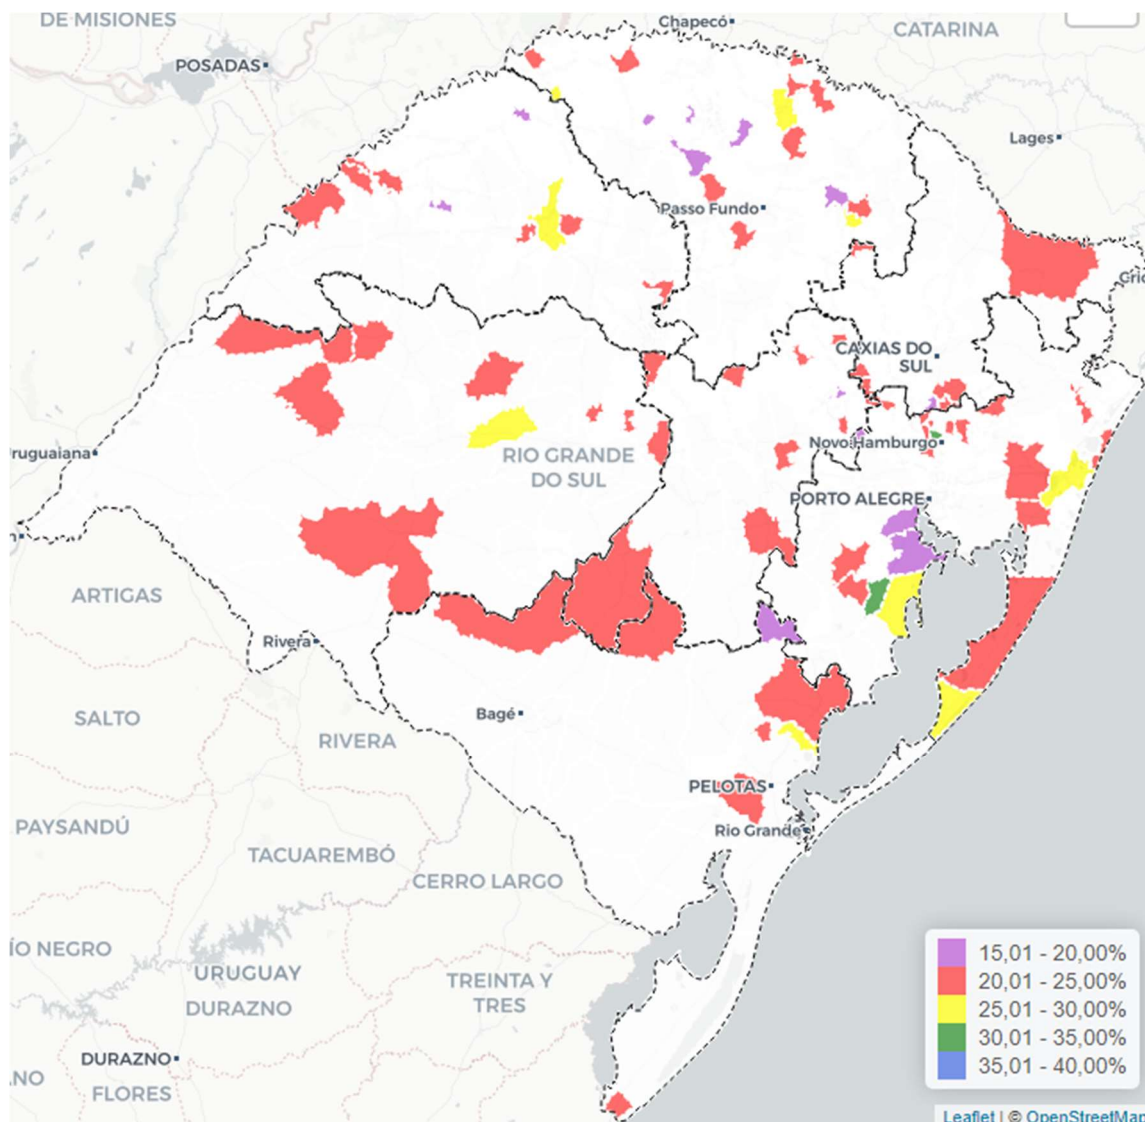 DE MISIONES
Chapecó
CATARINA
POSADAS
Lages
Passo Fundo
CAXIAS DO
SUL
Novo Hamburgo
RIO GRANDE
DO SUL
PORTO ALEGRE
ARTIGAS
Rivera
SALTO
Bagé
RIVERA
PELOTAS
PAYSANDÚ
Rio Grande
TACUAREMBÓ
CERRO LARGO
URUGUAY
DURAZNO
TREINTA Y
TRES
DURAZNO
FLORES
15,01 - 20,00%
20,01 - 25,00%
25,01 - 30,00%
30,01 - 35,00%
35,01 - 40,00%
Leaflet | © OpenStreetMap